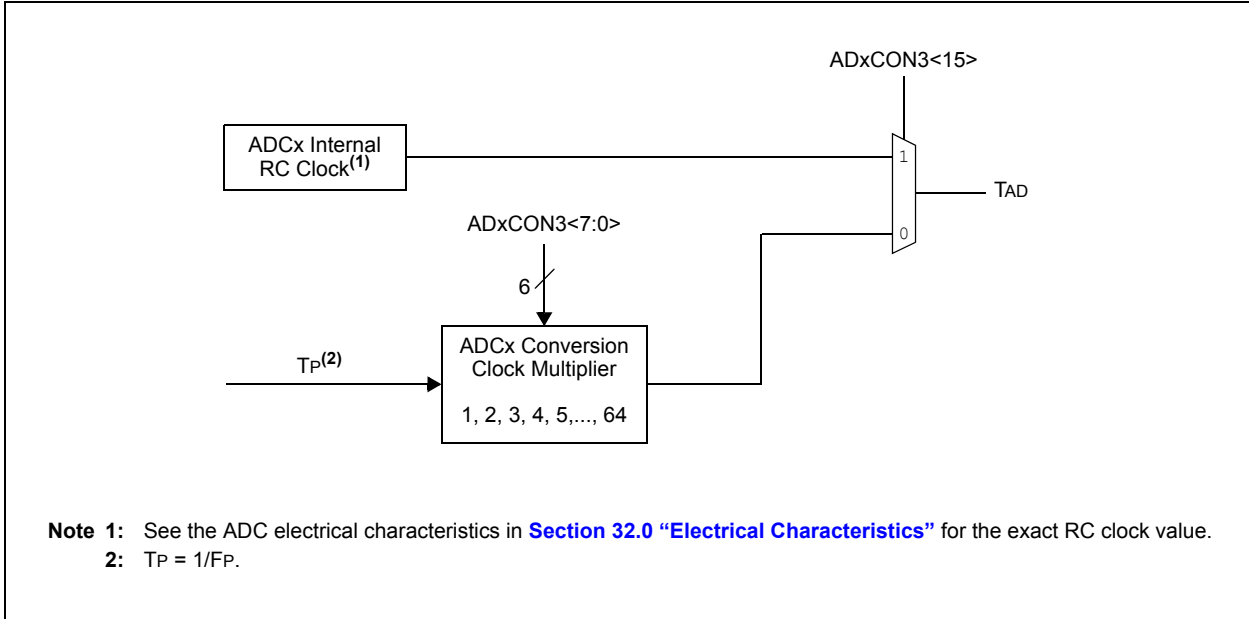 ADxCON3<15>
ADCx Internal
RC Clock(1)
1
TAD
ADxCON3<7:0>
0
6
ADCx Conversion
Clock Multiplier
TP(2)
1, 2, 3, 4, 5,..., 64
Note 1: See the ADC electrical characteristics in Section 32.0 “Electrical Characteristics” for the exact RC clock value.
2: TP = 1/FP.